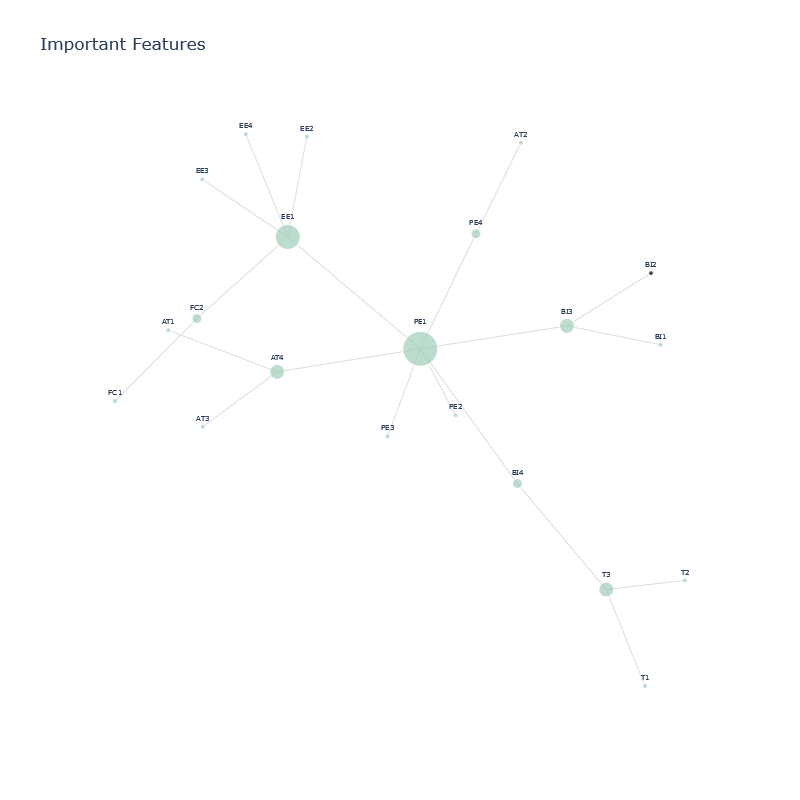 Important Features
EE4
EE2
AT2
EE3
EE1
PE4
BI2
FC2
BI3
AT1
PE1
BI1
AT4
FC1
PE2
AT3
PE3
BI4
T3
T2
T1